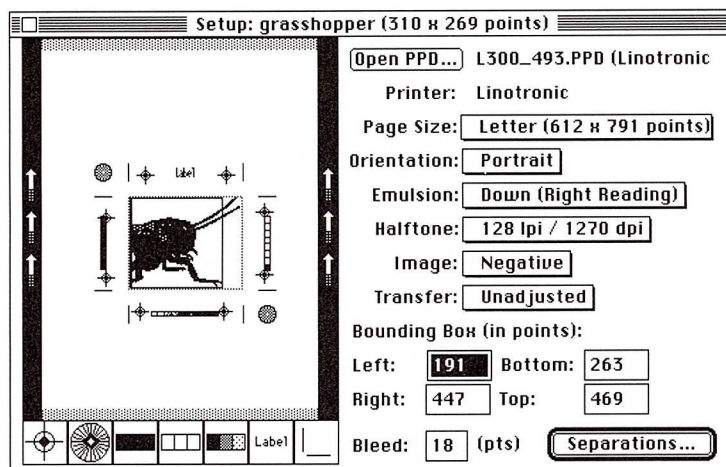 Setup: grasshopper (310 x 269 points)
Open PPD... L300_493.PPD (Linotronic
Printer: Linotronic
Page Size: Letter (612 x 791 points)
Orientation: Portrait
Emulsion: Down (Right Reading)
Halftone: 128 lpi / 1270 dpi
Image: Negative
Transfer: Unadjusted
Bounding Box (in points):
Left: 191 Bottom: 263
Right: 447 Top: 469
Bleed: 18 (pts) Separations...
Label
Label